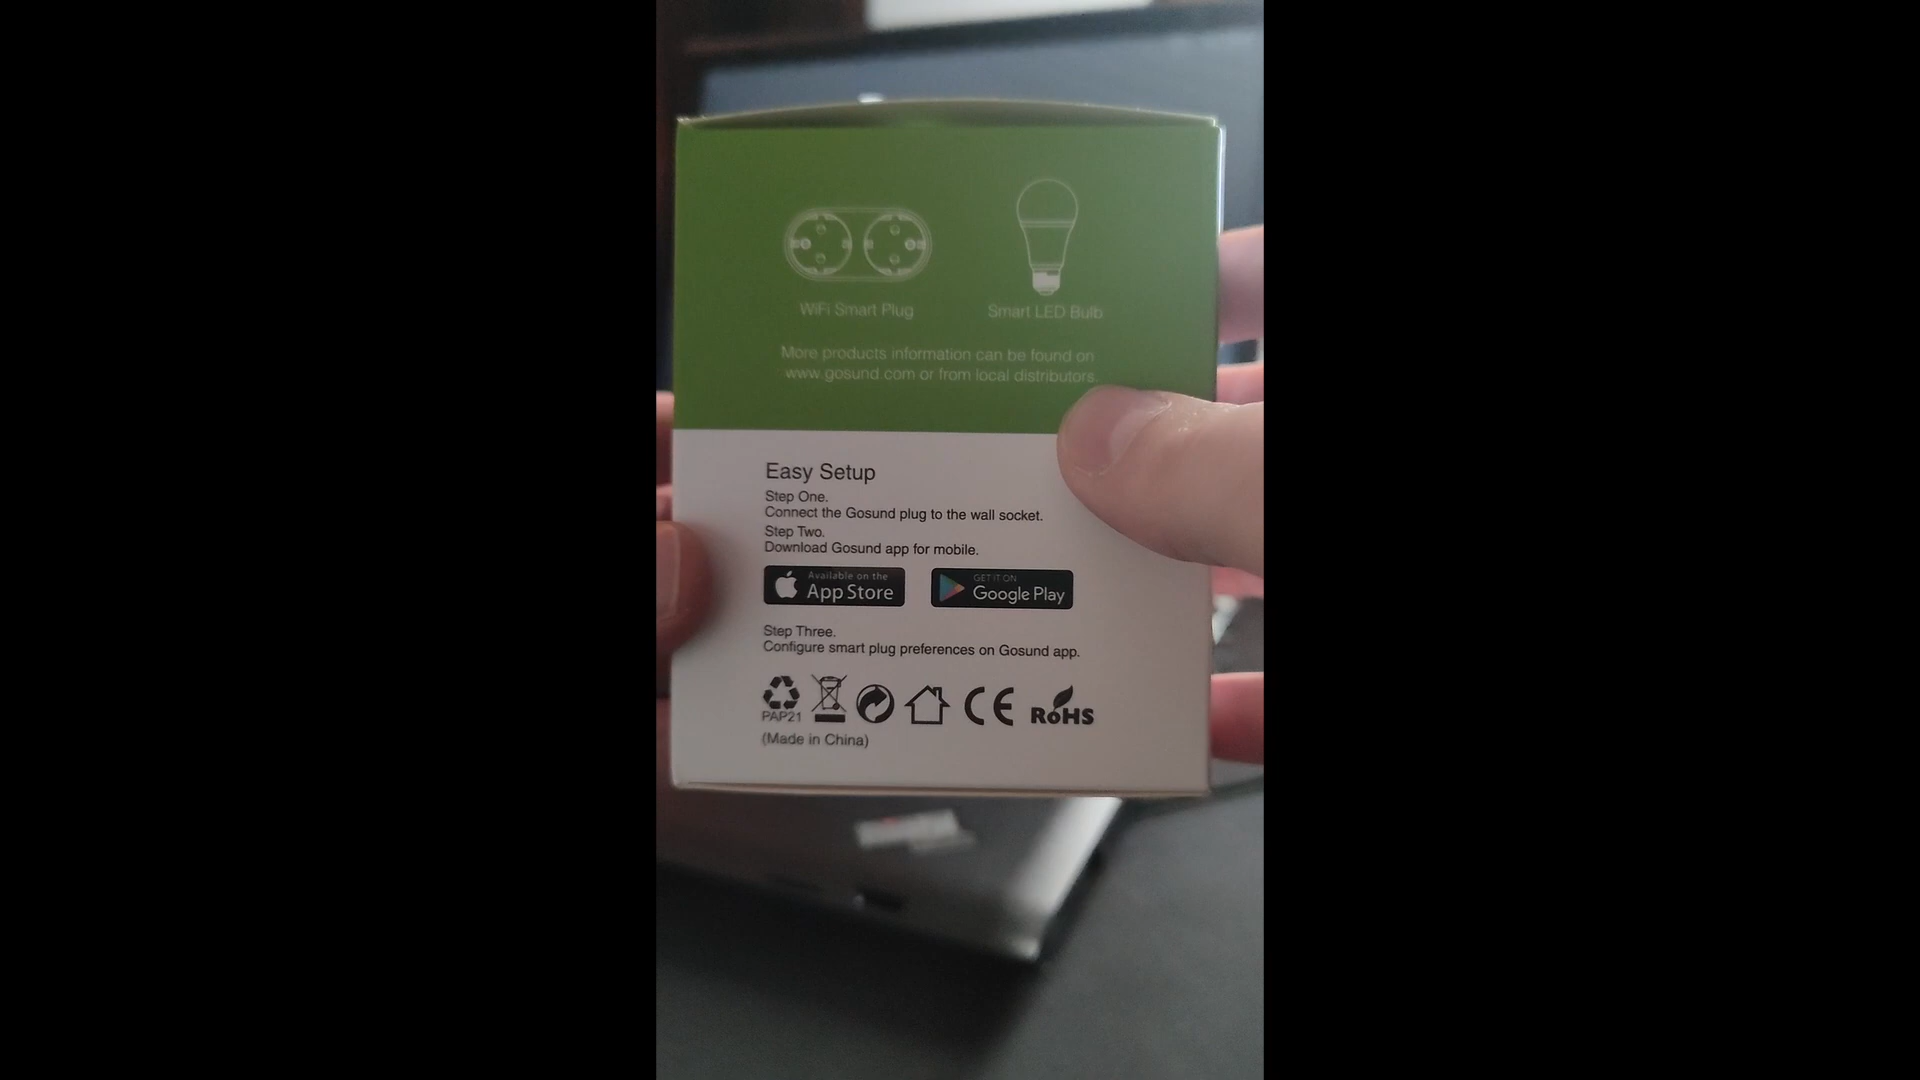 WiFi Smart Plug
Smart LED Bulb
More products information can be found on
www.gosund.com or from local distributors.
Easy Setup
Step One.
Connect the Gosund plug to the wall socket.
Step Two.
Download Gosund app for mobile.
Available on the
App Store
GET IT ON
Google Play
Step Three.
Configure smart plug preferences on Gosund app.
PAP21
CE
RoHS
(Made in China)